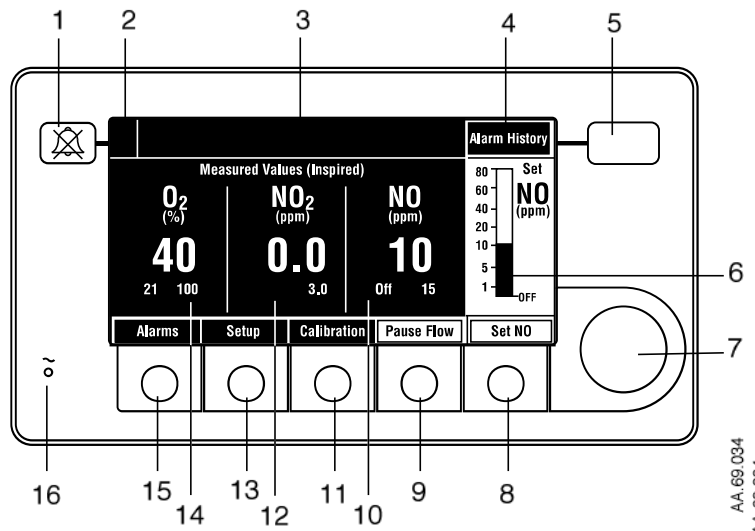 1 2 3 4 5
Alarm History
Measured Values (Inspired)
O2 NO2 NO
(%) (ppm) (ppm)
40 0.0 10
21 100 3.0 Off 15
Set
NO
(ppm)
80
60
40
20
10
5
1
OFF
6
7
Alarms Setup Calibration Pause Flow Set NO
~
16 15 14 13 12 11 10 9 8
AA.69.034